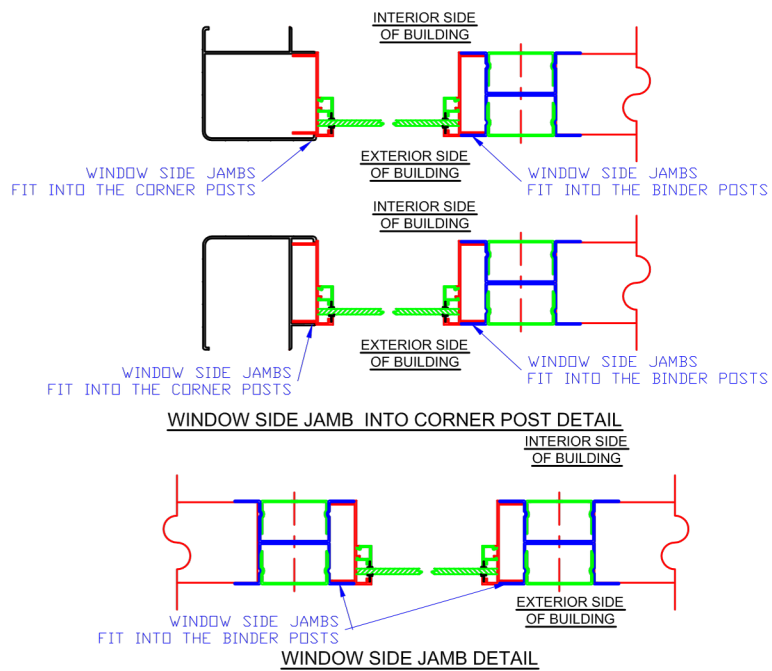 INTERIOR SIDE
OF BUILDING
EXTERIOR SIDE
OF BUILDING
WINDOW SIDE JAMBS
FIT INTO THE CORNER POSTS
WINDOW SIDE JAMBS
FIT INTO THE BINDER POSTS
INTERIOR SIDE
OF BUILDING
EXTERIOR SIDE
OF BUILDING
WINDOW SIDE JAMBS
FIT INTO THE CORNER POSTS
WINDOW SIDE JAMBS
FIT INTO THE BINDER POSTS
WINDOW SIDE JAMB INTO CORNER POST DETAIL
INTERIOR SIDE
OF BUILDING
EXTERIOR SIDE
OF BUILDING
WINDOW SIDE JAMBS
FIT INTO THE BINDER POSTS
WINDOW SIDE JAMB DETAIL